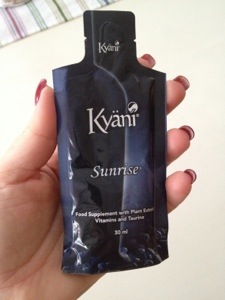 Kyäni
Kyäni
Sunrise®
Food Supplement with Plant Extract
Vitamins and Taurine
30 ml